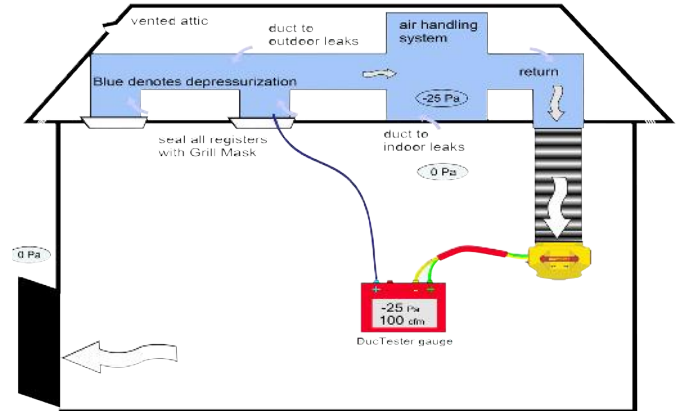 vented attic
duct to
outdoor leaks
air handling
system
Blue denotes depressurization
return
-25 Pa
seal all registers
with Grill Mask
duct to
indoor leaks
0 Pa
0 Pa
+ - +
-25 Pa
100 cfm
DucTester gauge